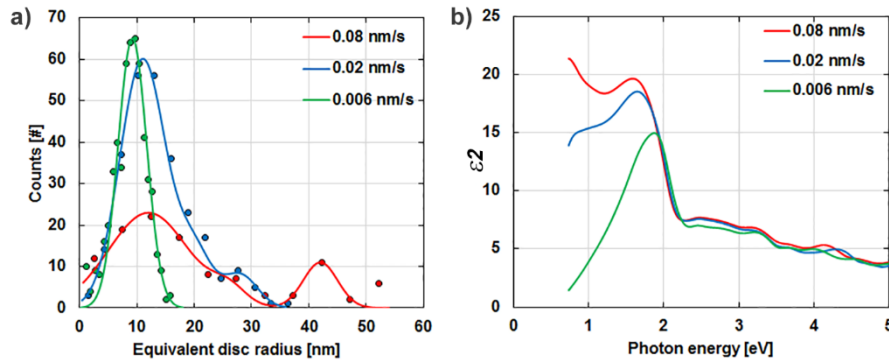 a)
70
60
50
40
30
20
10
0
Counts [#]
0.08 nm/s
0.02 nm/s
0.006 nm/s
0 10 20 30 40 50 60
Equivalent disc radius [nm]
b)
25
20
15
10
5
0
ε2
0.08 nm/s
0.02 nm/s
0.006 nm/s
0 1 2 3 4 5
Photon energy [eV]